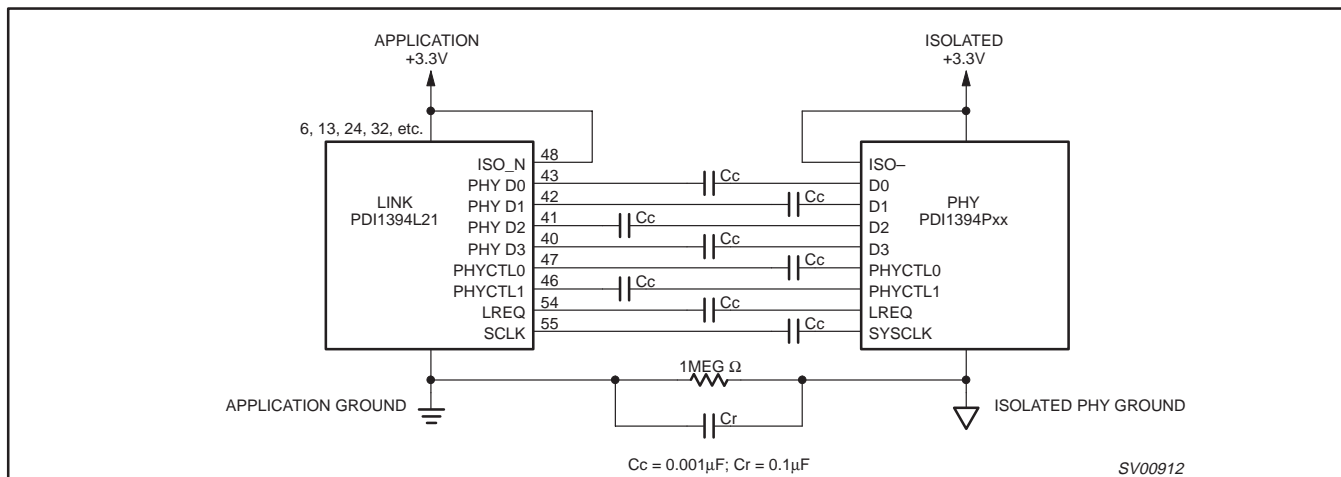 APPLICATION
+3.3V
ISOLATED
+3.3V
6, 13, 24, 32, etc.
LINK
PDI1394L21
ISO_N 48
PHY D0 43
PHY D1 42
PHY D2 41
PHY D3 40
PHYCTL0 47
PHYCTL1 46
LREQ 54
SCLK 55
Cc
Cc
Cc
Cc
Cc
Cc
Cc
Cc
PHY
PDI1394Pxx
ISO–
D0
D1
D2
D3
PHYCTL0
PHYCTL1
LREQ
SYSCLK
1MEG Ω
APPLICATION GROUND
ISOLATED PHY GROUND
Cr
Cc = 0.001µF; Cr = 0.1µF
SV00912